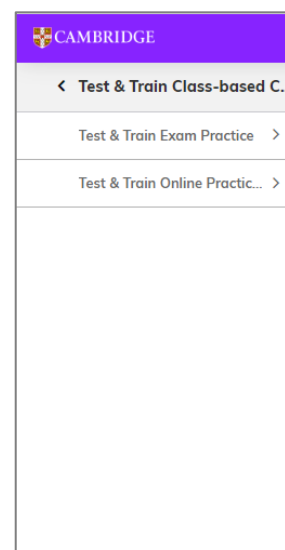 CAMBRIDGE
Test & Train Class-based C.
Test & Train Exam Practice
Test & Train Online Practic...